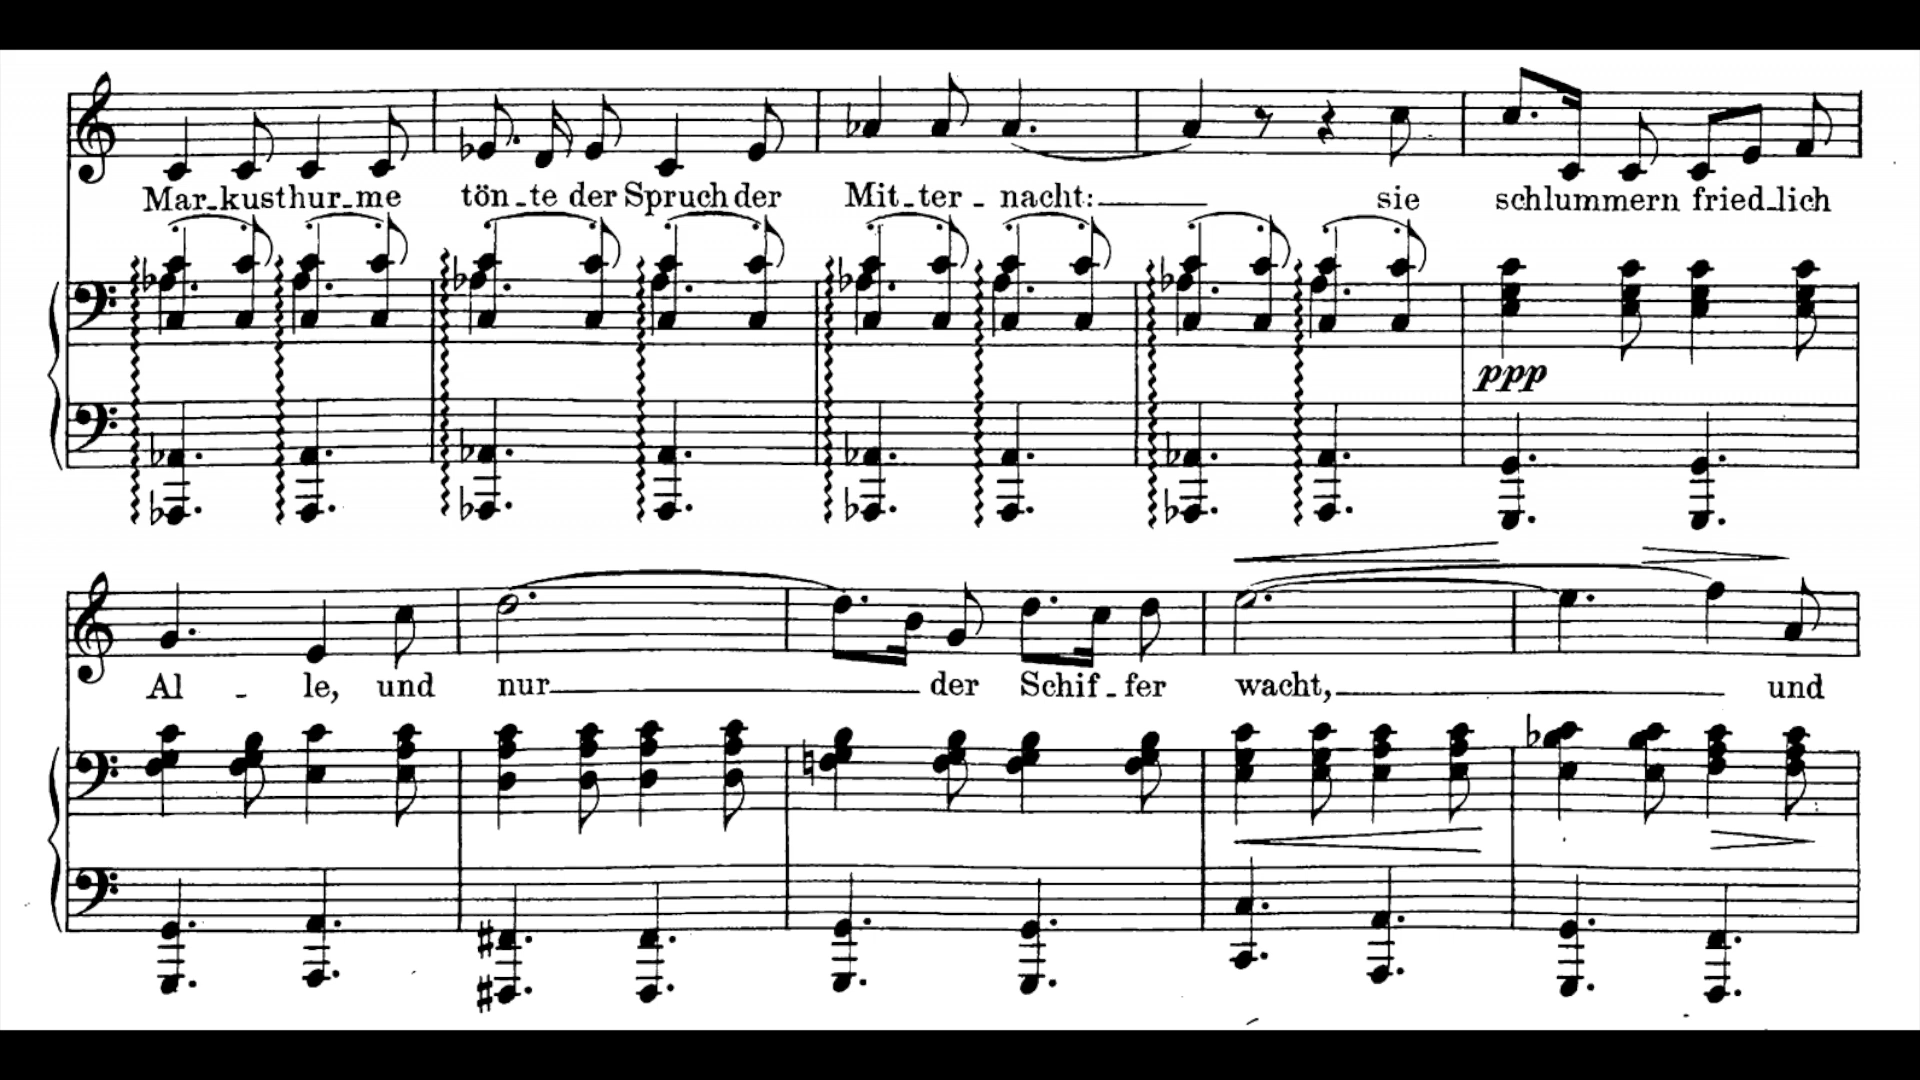 Mar-kusthur-me tön-te der Spruch der Mit-ter-nacht: sie schlummern fried-lich
ppp
Al-le, und nur der Schif-fer wacht, und